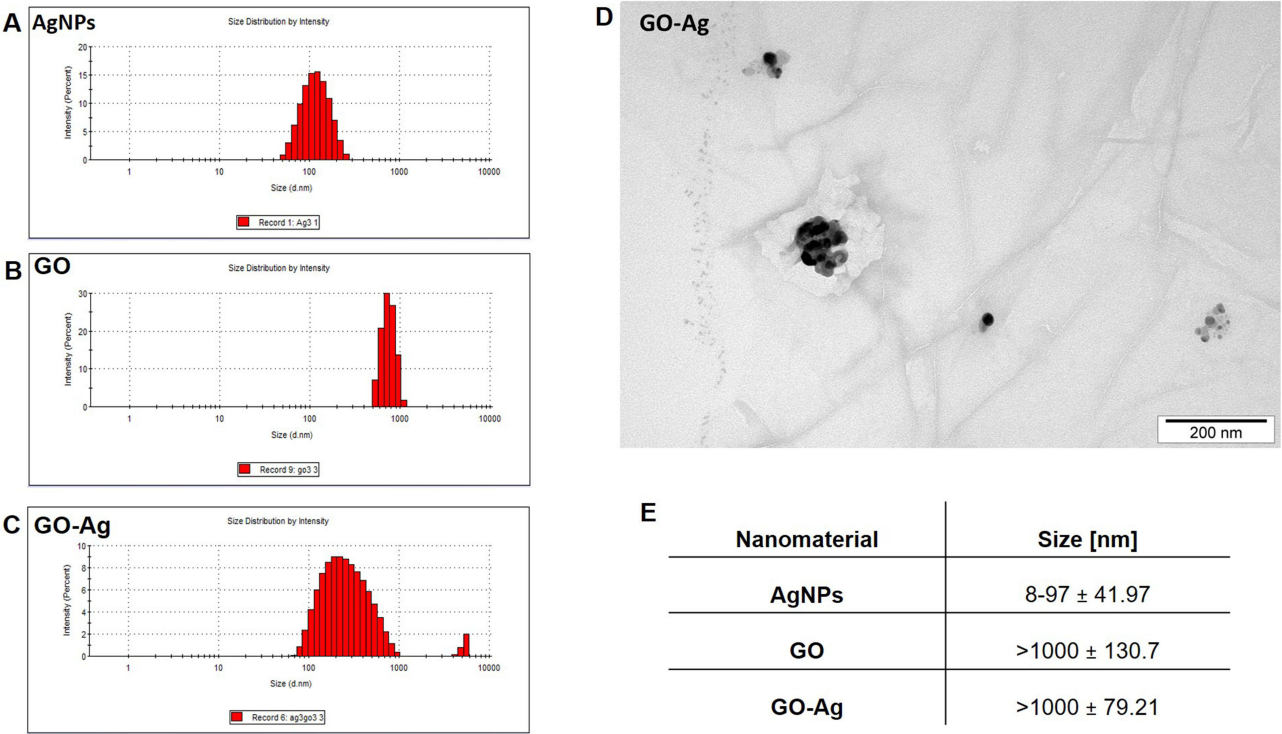 A
AgNPs
Size Distribution by Intensity
Intensity (Percent)
20
15
10
5
0
1 10 100 1000 10000
Size (d.nm)
Record 1: Ag3 1
B
GO
Size Distribution by Intensity
Intensity (Percent)
30
20
10
0
1 10 100 1000 10000
Size (d.nm)
Record 9: go3 3
C
GO-Ag
Size Distribution by Intensity
Intensity (Percent)
10
8
6
4
2
0
1 10 100 1000 10000
Size (d.nm)
Record 6: ag3go3 3
D
GO-Ag
200 nm
E
Nanomaterial Size [nm]
AgNPs 8-97 ± 41.97
GO >1000 ± 130.7
GO-Ag >1000 ± 79.21